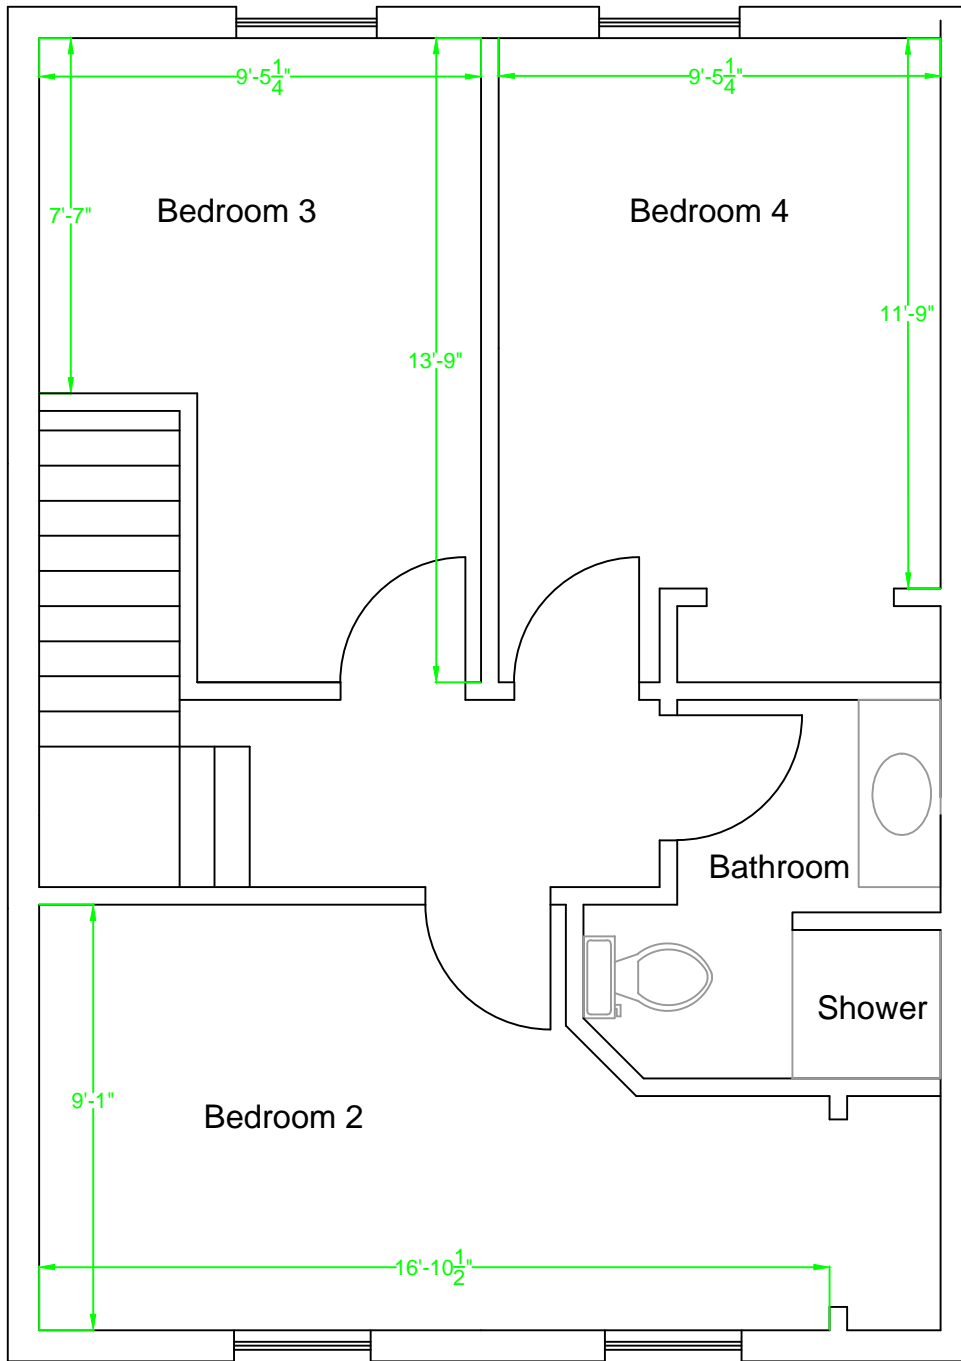 9'-5 1/4"
9'-5 1/4"
Bedroom 3
Bedroom 4
7'-7"
11'-9"
13'-9"
Bathroom
Shower
9'-1"
Bedroom 2
16'-10 1/2"